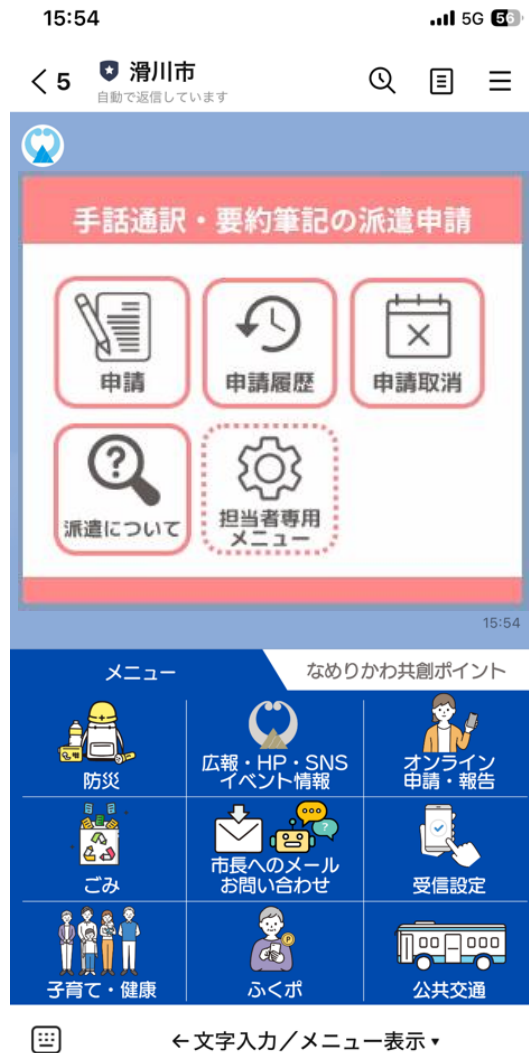 15:54
5G 56
5 滑川市
自動で返信しています
手話通訳・要約筆記の派遣申請
申請
申請履歴
申請取消
派遣について
担当者専用
メニュー
15:54
メニュー
なめりかわ共創ポイント
防災
広報・HP・SNS
イベント情報
オンライン
申請・報告
ごみ
市長へのメール
お問い合わせ
受信設定
子育て・健康
ふくポ
公共交通
←文字入力／メニュー表示▾